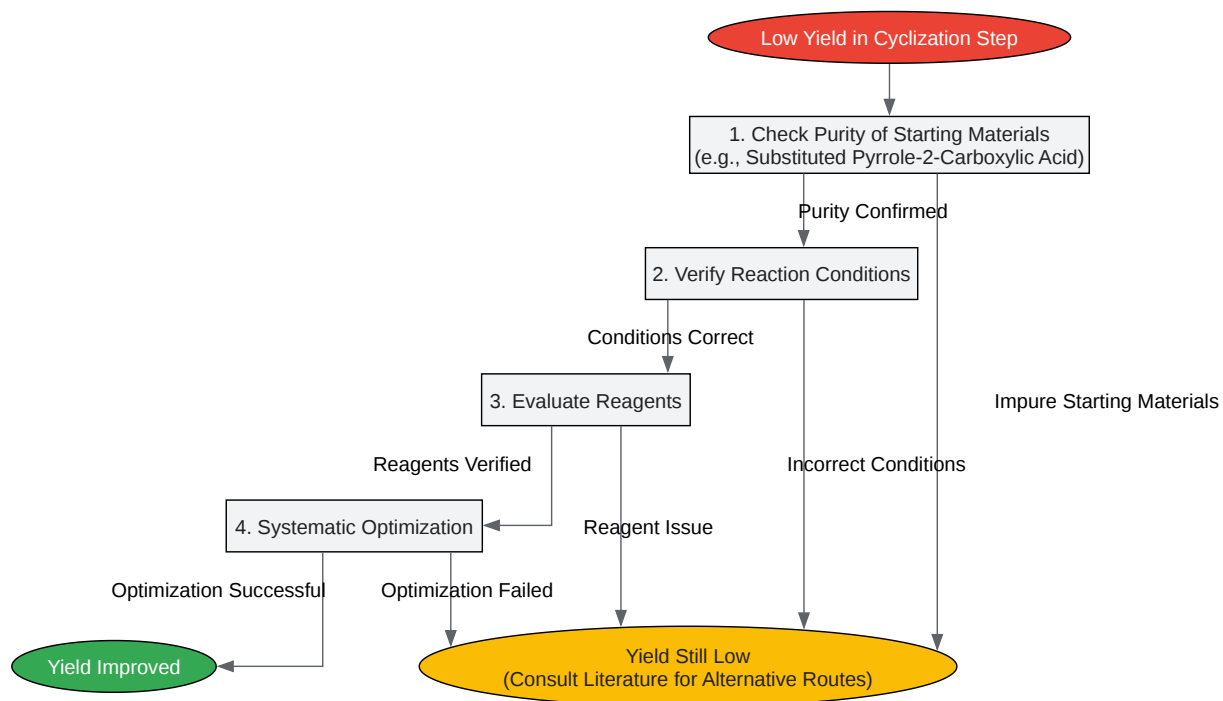 Low Yield in Cyclization Step
1. Check Purity of Starting Materials
(e.g., Substituted Pyrrole-2-Carboxylic Acid)
Purity Confirmed
2. Verify Reaction Conditions
Conditions Correct
3. Evaluate Reagents
Impure Starting Materials
Reagents Verified
Incorrect Conditions
4. Systematic Optimization
Reagent Issue
Optimization Successful
Optimization Failed
Yield Improved
Yield Still Low
(Consult Literature for Alternative Routes)